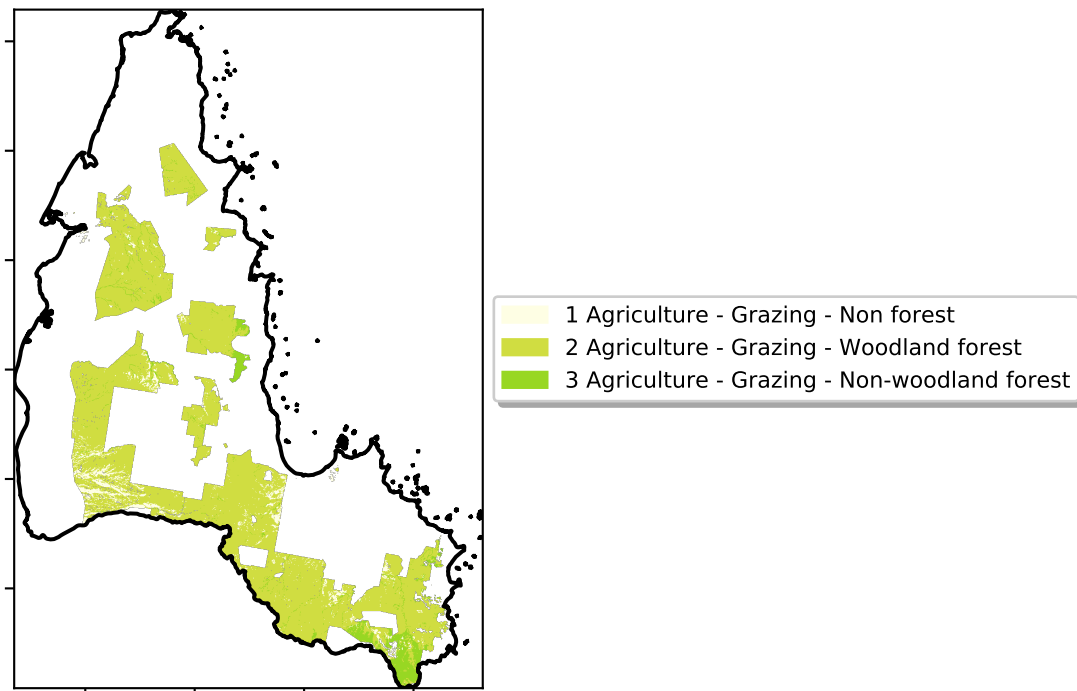 1 Agriculture - Grazing - Non forest
2 Agriculture - Grazing - Woodland forest
3 Agriculture - Grazing - Non-woodland forest